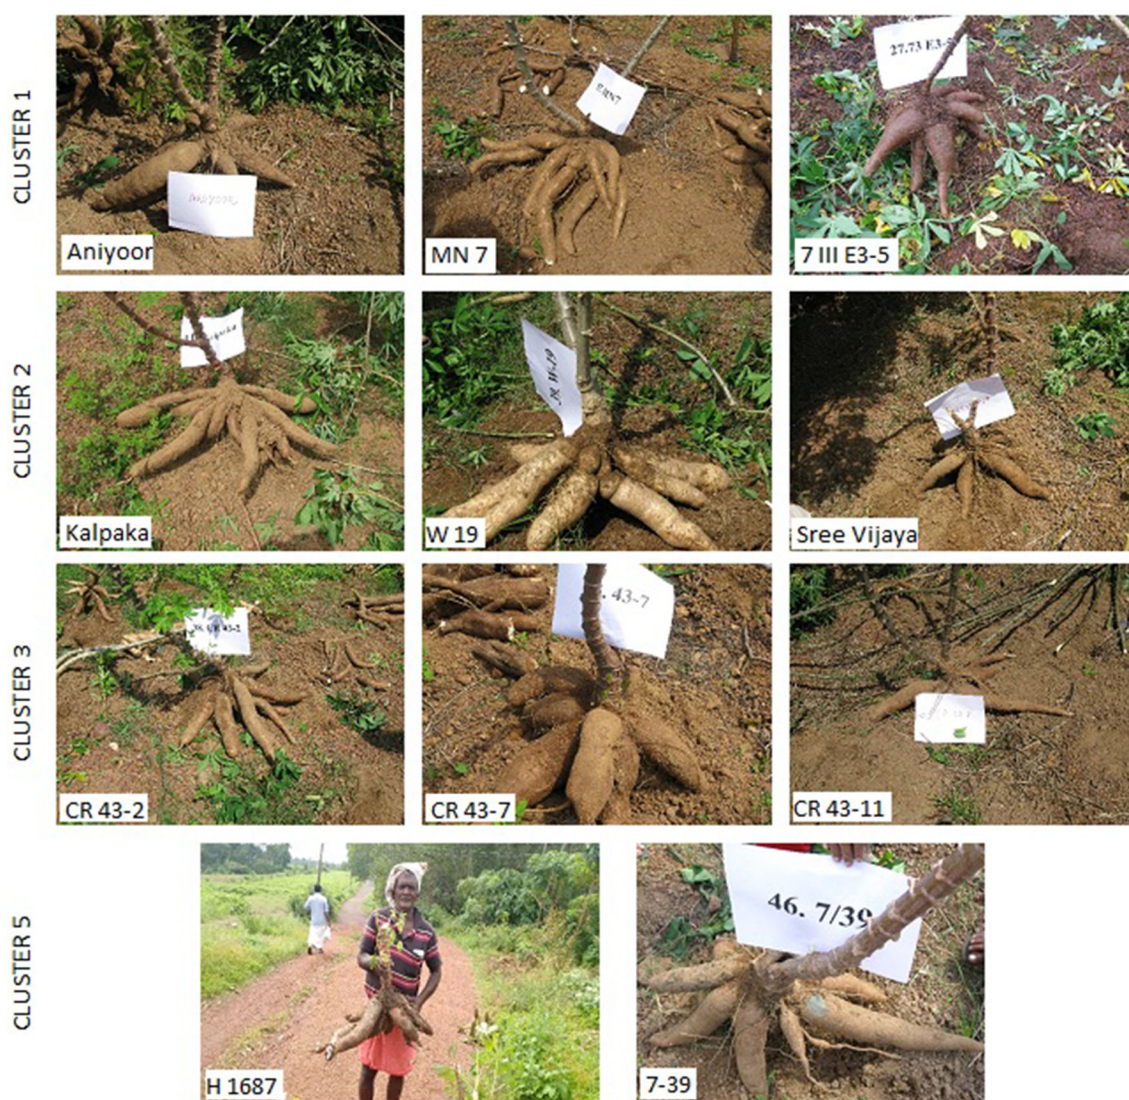 CLUSTER 1
Aniyoor
MN 7
27.73 E3-5
7 III E3-5
CLUSTER 2
Kalpaka
W 19
Sree Vijaya
CLUSTER 3
CR 43-2
43-7
CR 43-7
CR 43-11
CLUSTER 5
H 1687
46. 7/39
7-39